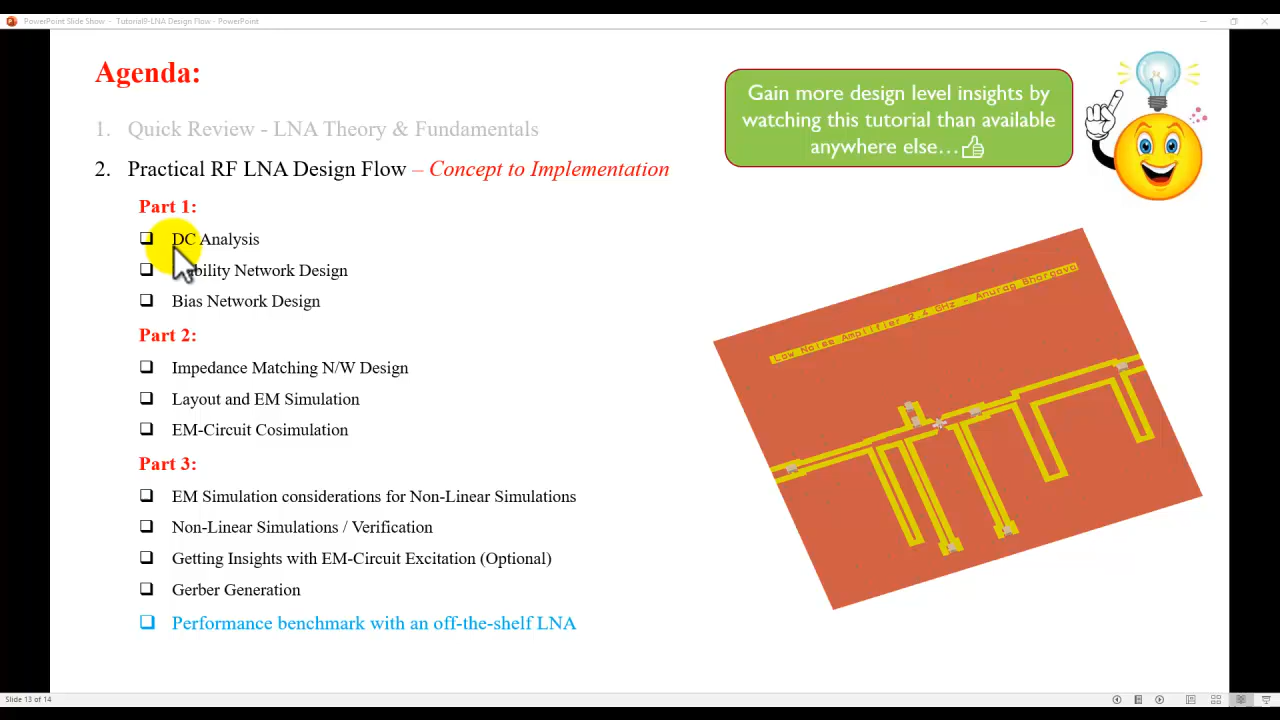 PowerPoint Slide Show - Tutorial9-LNA Design Flow - PowerPoint
Agenda:
Gain more design level insights by
watching this tutorial than available
anywhere else...
1. Quick Review - LNA Theory & Fundamentals
2. Practical RF LNA Design Flow – Concept to Implementation
Part 1:
DC Analysis
Network Design
Bias Network Design
Part 2:
Impedance Matching N/W Design
Layout and EM Simulation
EM-Circuit Cosimulation
Part 3:
EM Simulation considerations for Non-Linear Simulations
Non-Linear Simulations / Verification
Getting Insights with EM-Circuit Excitation (Optional)
Gerber Generation
Performance benchmark with an off-the-shelf LNA
Low Noise Amplifier 2.4 GHz - Anurag Bhargava
Slide 13 of 14